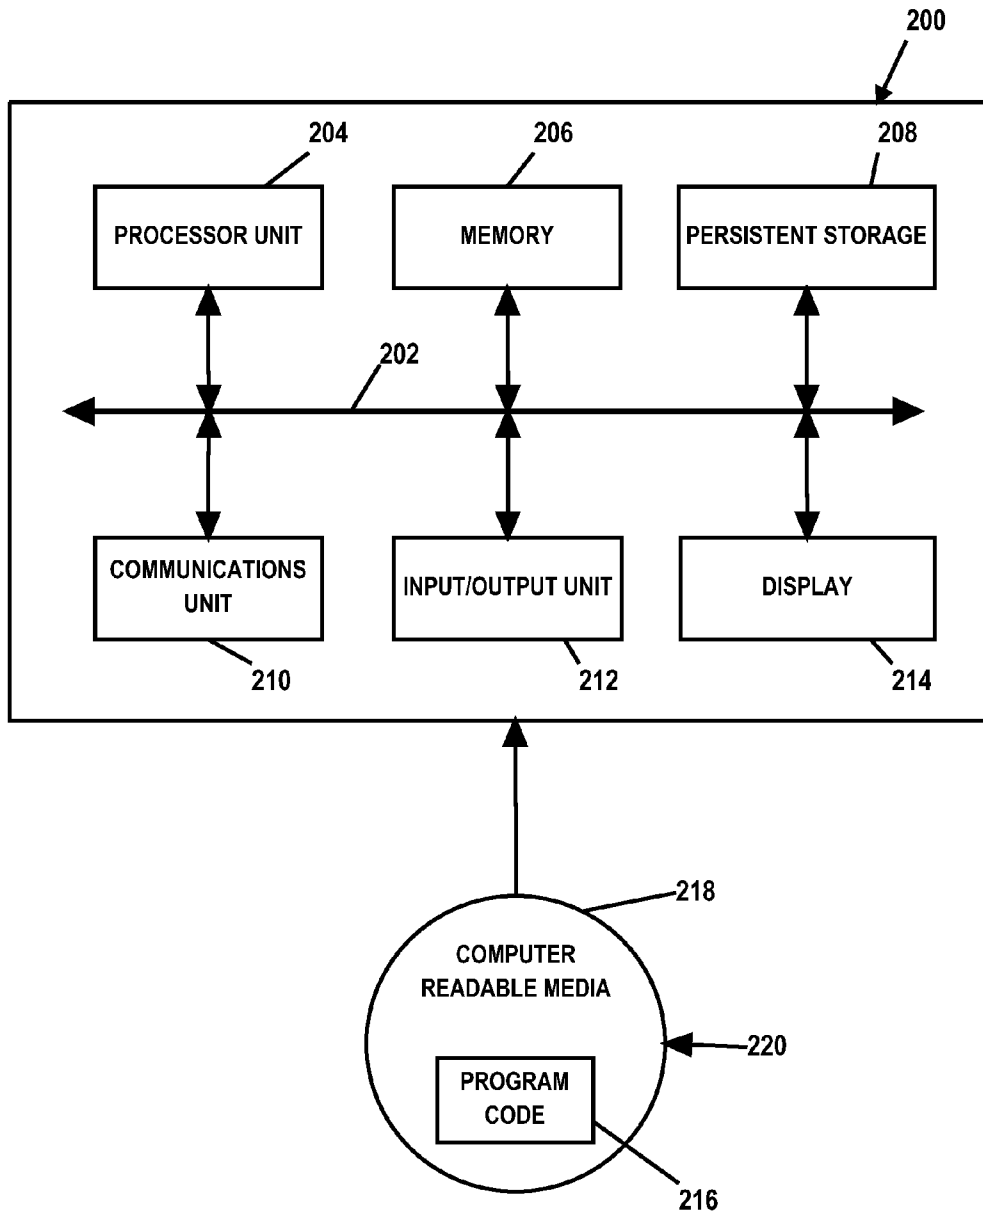 200
204
206
208
PROCESSOR UNIT
MEMORY
PERSISTENT STORAGE
202
COMMUNICATIONS
UNIT
INPUT/OUTPUT UNIT
DISPLAY
210
212
214
218
COMPUTER
READABLE MEDIA
220
PROGRAM
CODE
216